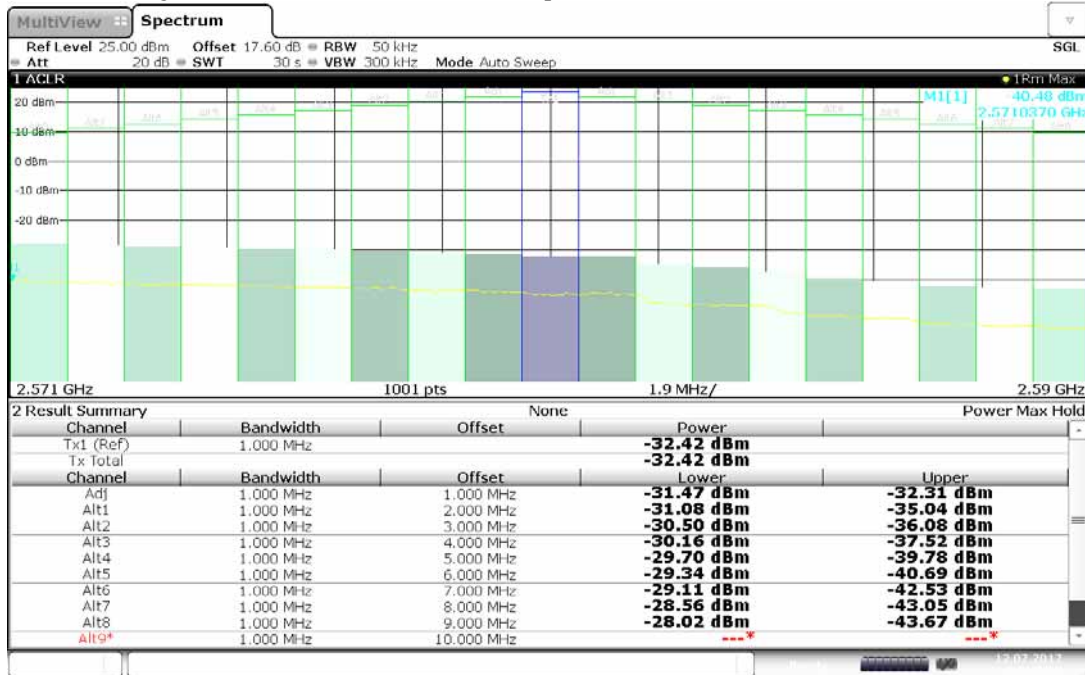 MultiView Spectrum
Ref Level 25.00 dBm Offset 17.60 dB RBW 50 kHz SGL
Att 20 dB SWT 30 s VBW 300 kHz Mode Auto Sweep
1 ACLR 1Rm Max
M1[1] 40.48 dBm
20 dBm
2.5710370 GHz
10 dBm
0 dBm
-10 dBm
-20 dBm
2.571 GHz 1001 pts 1.9 MHz/ 2.59 GHz
2 Result Summary None Power Max Hold
Channel Bandwidth Offset Power
Tx1 (Ref) 1.000 MHz -32.42 dBm
Tx Total -32.42 dBm
Channel Bandwidth Offset Lower Upper
Adj 1.000 MHz 1.000 MHz -31.47 dBm -32.31 dBm
Alt1 1.000 MHz 2.000 MHz -31.08 dBm -35.04 dBm
Alt2 1.000 MHz 3.000 MHz -30.50 dBm -36.08 dBm
Alt3 1.000 MHz 4.000 MHz -30.16 dBm -37.52 dBm
Alt4 1.000 MHz 5.000 MHz -29.70 dBm -39.78 dBm
Alt5 1.000 MHz 6.000 MHz -29.34 dBm -40.69 dBm
Alt6 1.000 MHz 7.000 MHz -29.11 dBm -42.53 dBm
Alt7 1.000 MHz 8.000 MHz -28.56 dBm -43.05 dBm
Alt8 1.000 MHz 9.000 MHz -28.02 dBm -43.67 dBm
Alt9* 1.000 MHz 10.000 MHz ---* ---*
12.07.2017